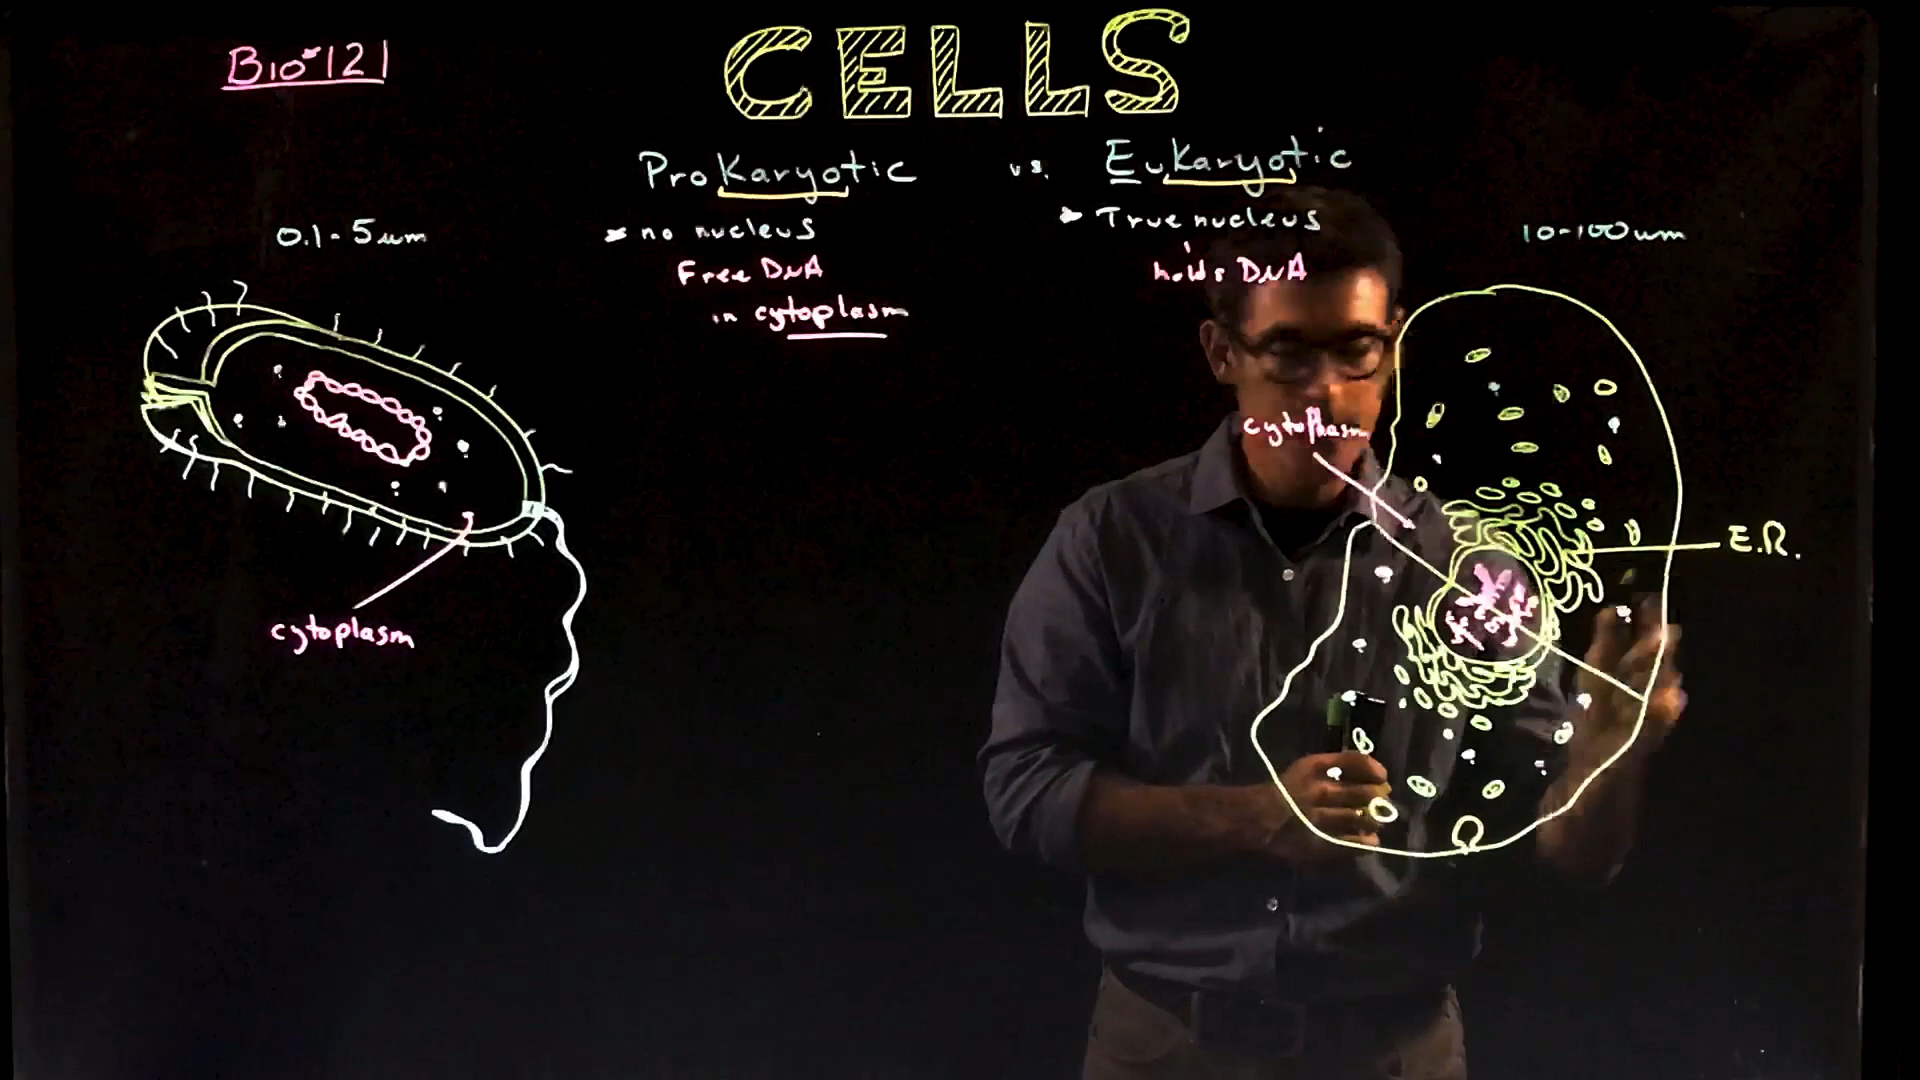 Bio 121
CELLS
Prokaryotic vs. Eukaryotic
no nucleus
Free DNA
in cytoplasm
True nucleus
holds DNA
0.1-5um
10-100um
cytoplasm
cytoplasm
E.R.